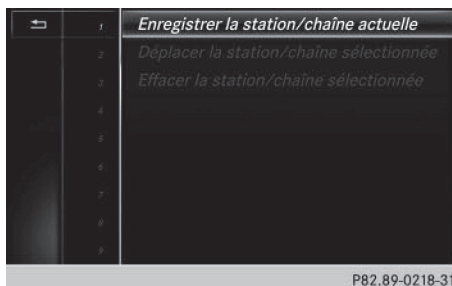 1 Enregistrer la station/chaîne actuelle
2 Déplacer la station/chaîne sélectionnée
3 Effacer la station/chaîne sélectionnée
4
5
6
7
8
9
P82.89-0218-31